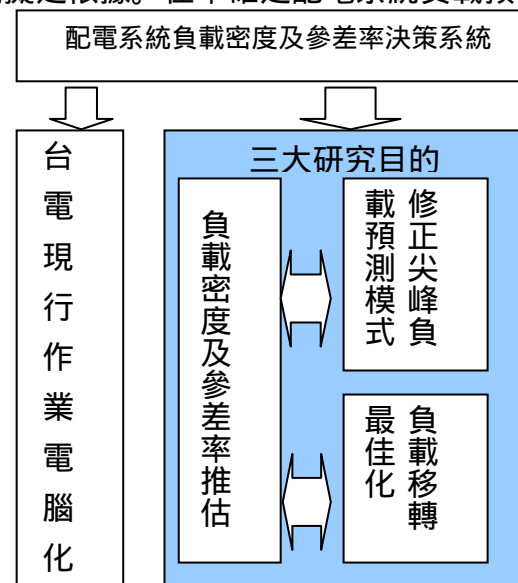 配電系統負載密度及參差率決策系統
台電現行作業電腦化
三大研究目的
負載密度及參差率推估
修正尖峰負
載預測模式
負載移轉
最佳化